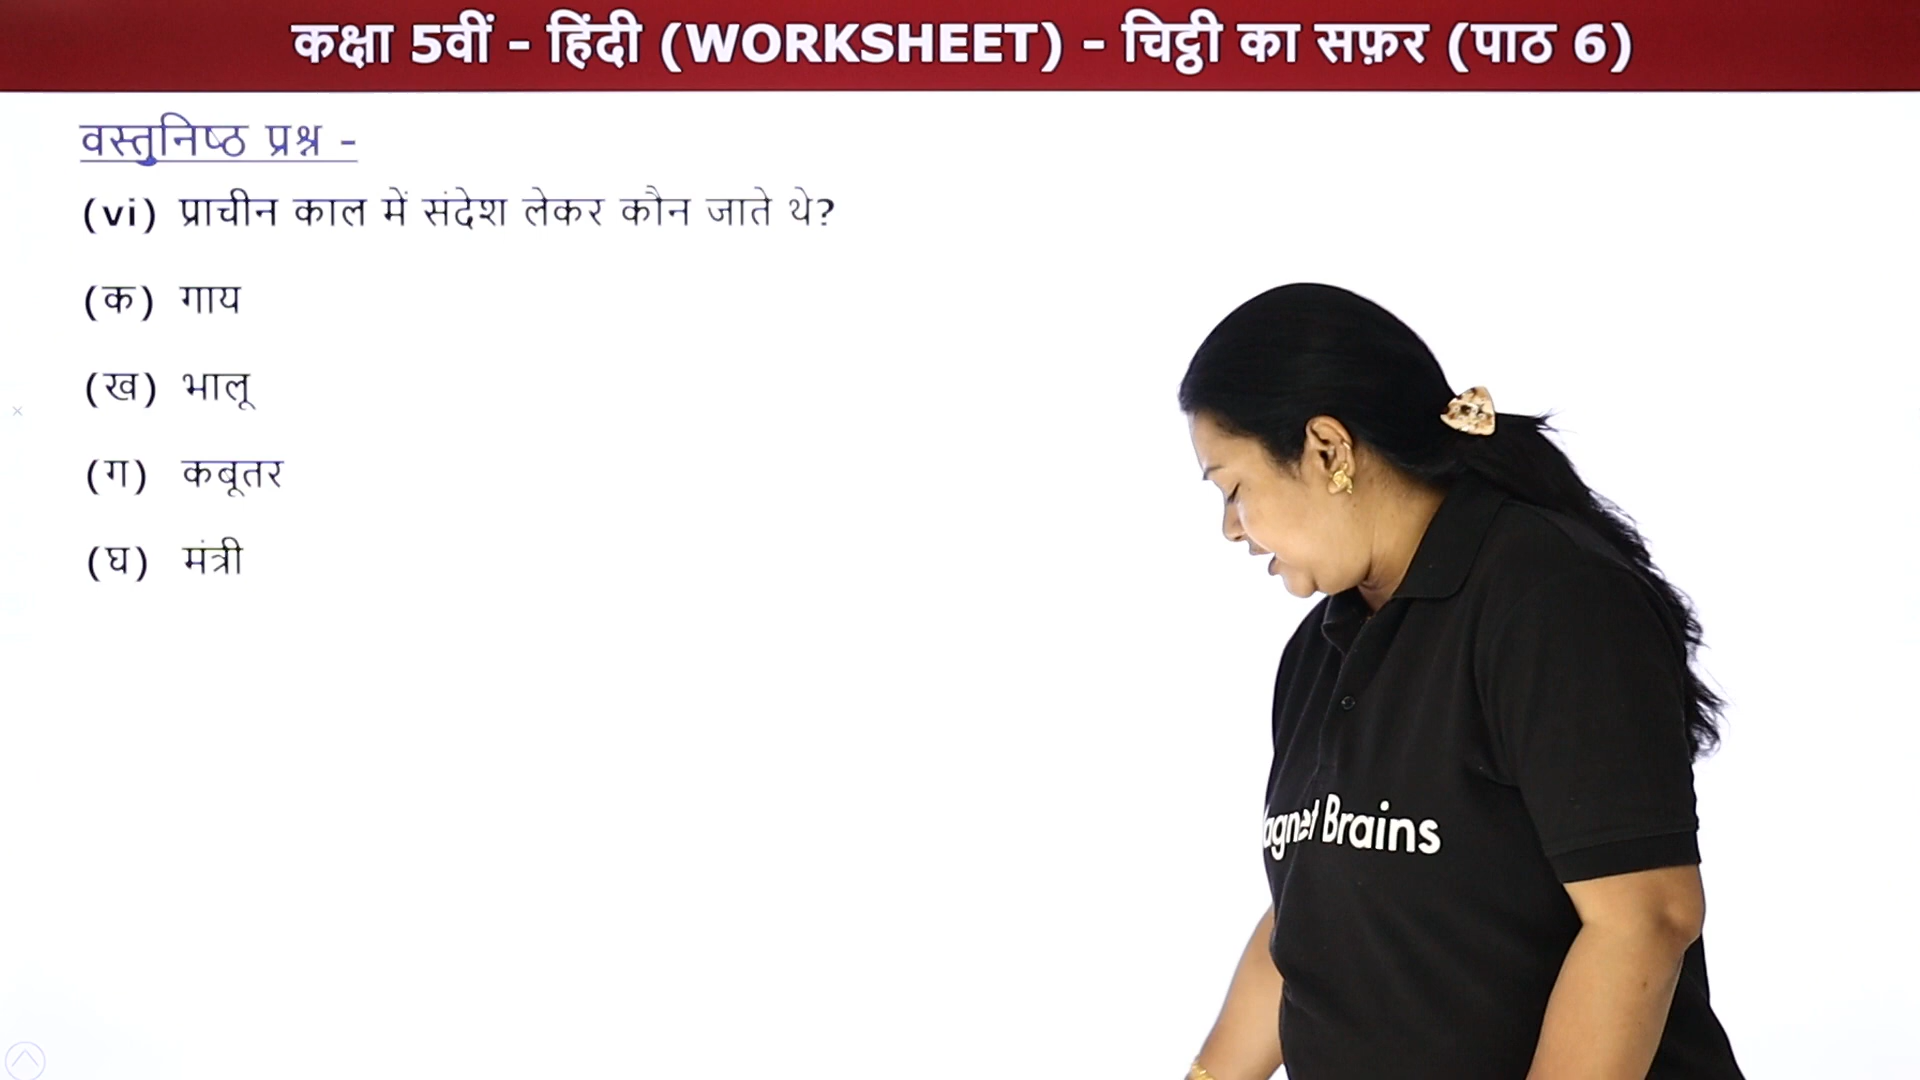 कक्षा 5वीं - हिंदी (WORKSHEET) - चिट्ठी का सफ़र (पाठ 6)
वस्तुनिष्ठ प्रश्न -
(vi) प्राचीन काल में संदेश लेकर कौन जाते थे?
(क) गाय
(ख) भालू
(ग) कबूतर
(घ) मंत्री
Brains